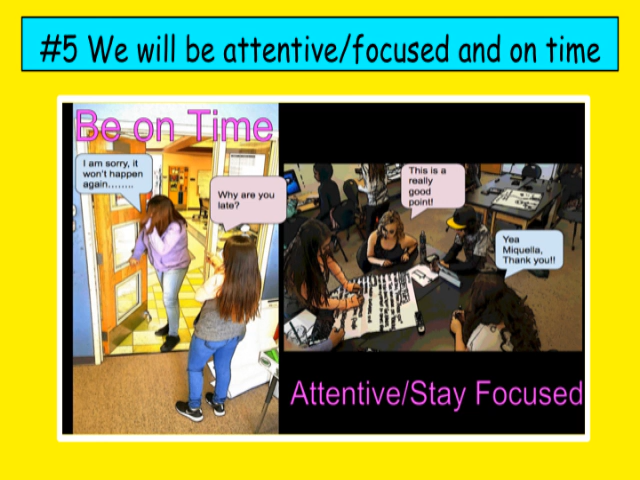 #5 We will be attentive/focused and on time
Be on Time
I am sorry, it
won't happen
again........
Why are you
late?
This is a
really
good
point!
Yea
Miquella,
Thank you!!
Attentive/Stay Focused